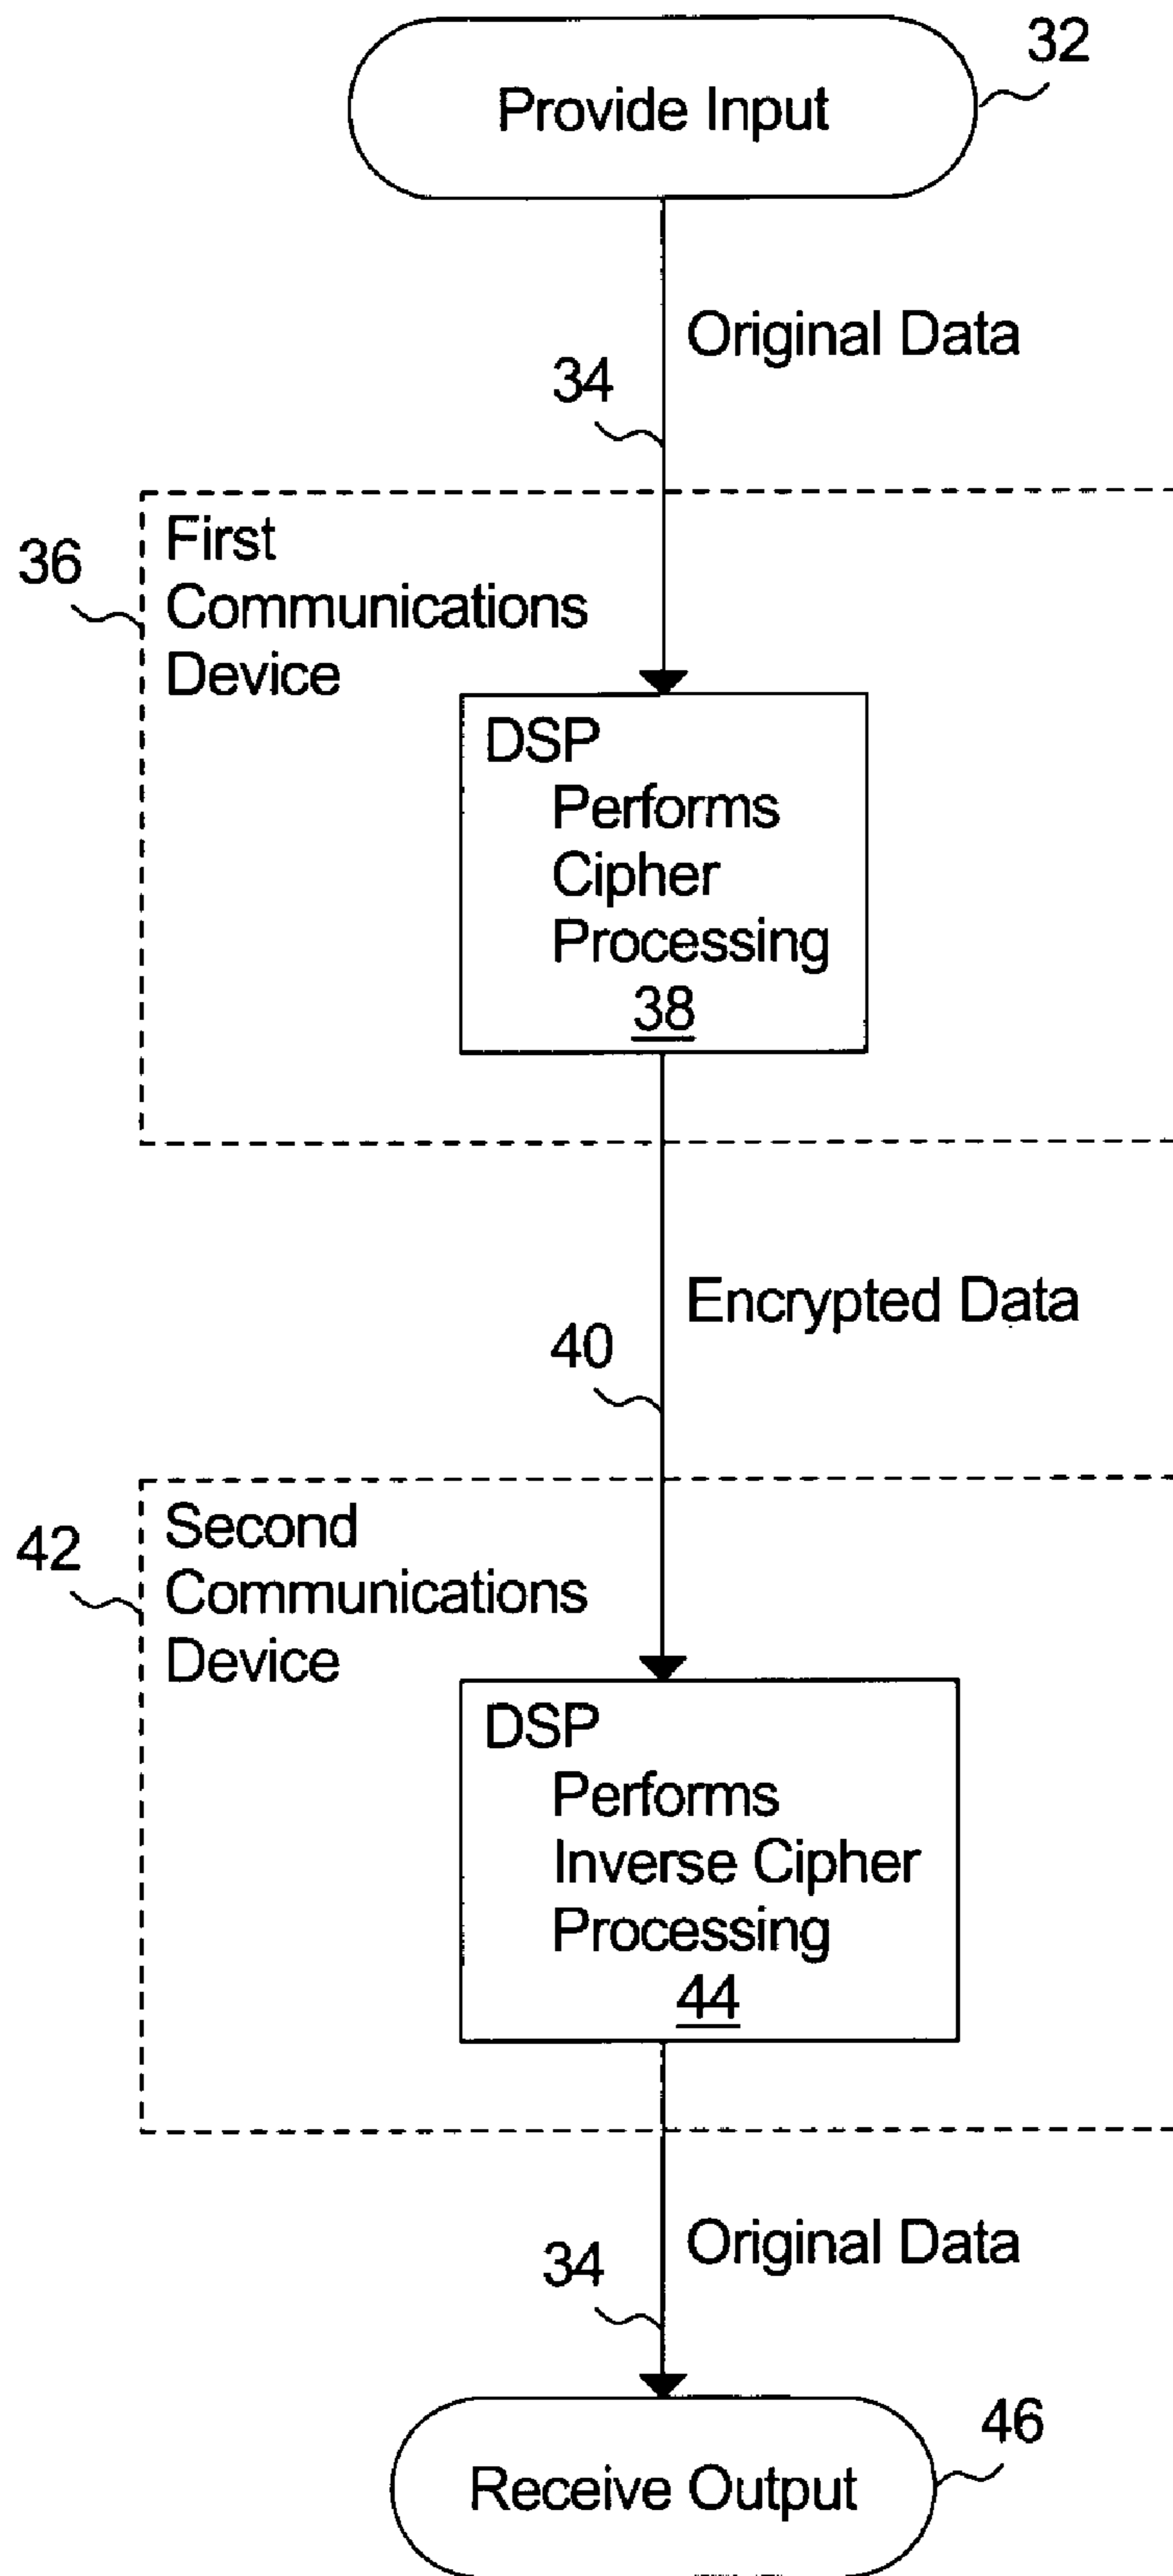 32
Provide Input
Original Data
34
36
First
Communications
Device
DSP
Performs
Cipher
Processing
38
Encrypted Data
40
42
Second
Communications
Device
DSP
Performs
Inverse Cipher
Processing
44
Original Data
34
46
Receive Output